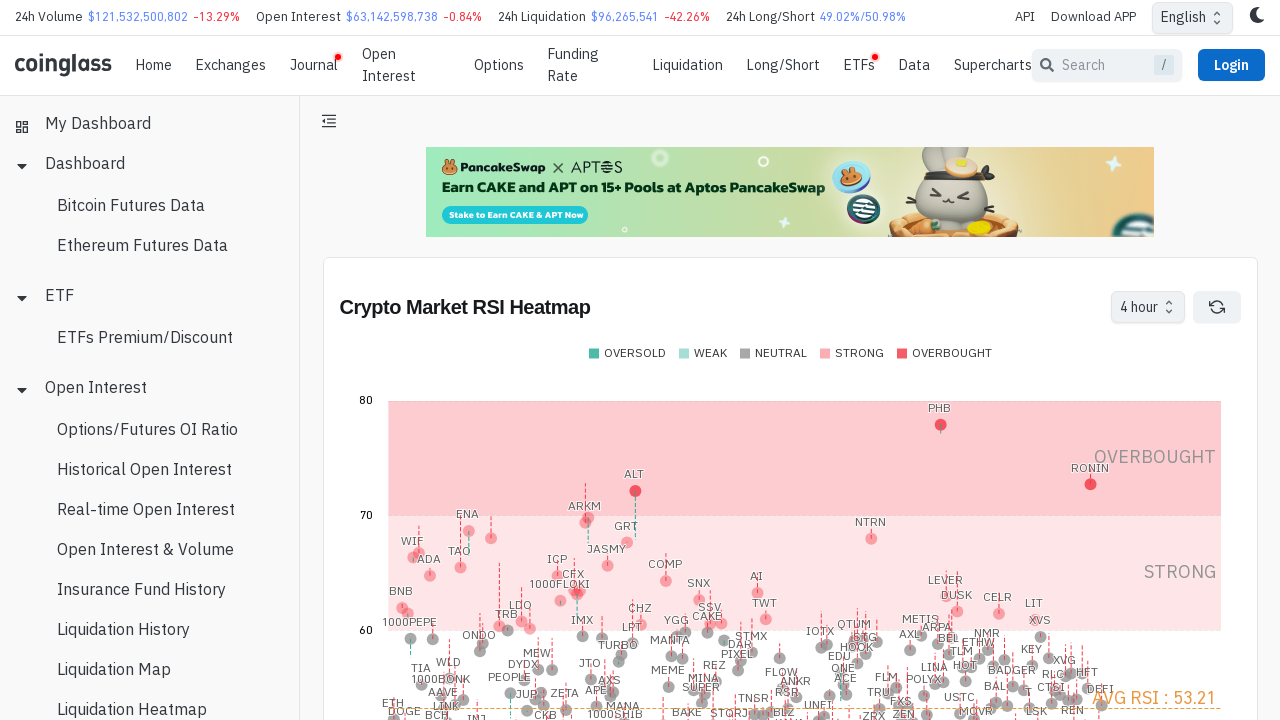 24h Volume $121,532,500,802 -13.29% Open Interest $63,142,598,738 -0.84% 24h Liquidation $96,265,541 -42.26% 24h Long/Short 49.02%/50.98% API Download APP English
coinglass Home Exchanges Journal Open Interest Options Funding Rate Liquidation Long/Short ETFs Data Supercharts Search / Login
My Dashboard
Dashboard
Bitcoin Futures Data
Ethereum Futures Data
ETF
ETFs Premium/Discount
Open Interest
Options/Futures OI Ratio
Historical Open Interest
Real-time Open Interest
Open Interest & Volume
Insurance Fund History
Liquidation History
Liquidation Map
Liquidation Heatmap
PancakeSwap X APTOS
Earn CAKE and APT on 15+ Pools at Aptos PancakeSwap
Stake to Earn CAKE & APT Now
Crypto Market RSI Heatmap
4 hour
OVERSOLD WEAK NEUTRAL STRONG OVERBOUGHT
80
PHB
OVERBOUGHT
RONIN
ALT
ARKM
70
ENA
GRT
NTRN
WIF
TAO
JASMY
ADA
ICP
COMP
AI
STRONG
CFX
1000FLOKI
SNX
LEVER
BNB
DUSK
CELR
LDO
TRB
CHZ
SSV
TWT
LIT
60
1000PEPE
IMX
YGG
CAKE
METIS
XVS
QTUM
LPT
ARPA
IOTX
ONDO
MANTA
STMX
STG
AXL
BEL
NMR
DAR
HOOK
ETHW
TLM
KEY
MEW
PIXEL
EDU
XVG
TIA
WLD
DYDX
JTO
MEME
REZ
FLOW
ONE
LINA
HOT
BADGER
RLC
HFT
1000BONK
PEOPLE
AXS
MINA
ANKR
ACE
POLYX
FLM
AAVE
JUP
ZETA
APE
SUPER
RSR
TRU
BAL
CTSI
DEFI
ETH
LINK
MANA
TNSR
UNFI
FXS
USTC
AVG RSI : 53.21
DOGE
BCH
INJ
CKB
1000SHIB
BAKE
STORJ
BLZ
ZRX
ZEN
MOVR
LSK
REN